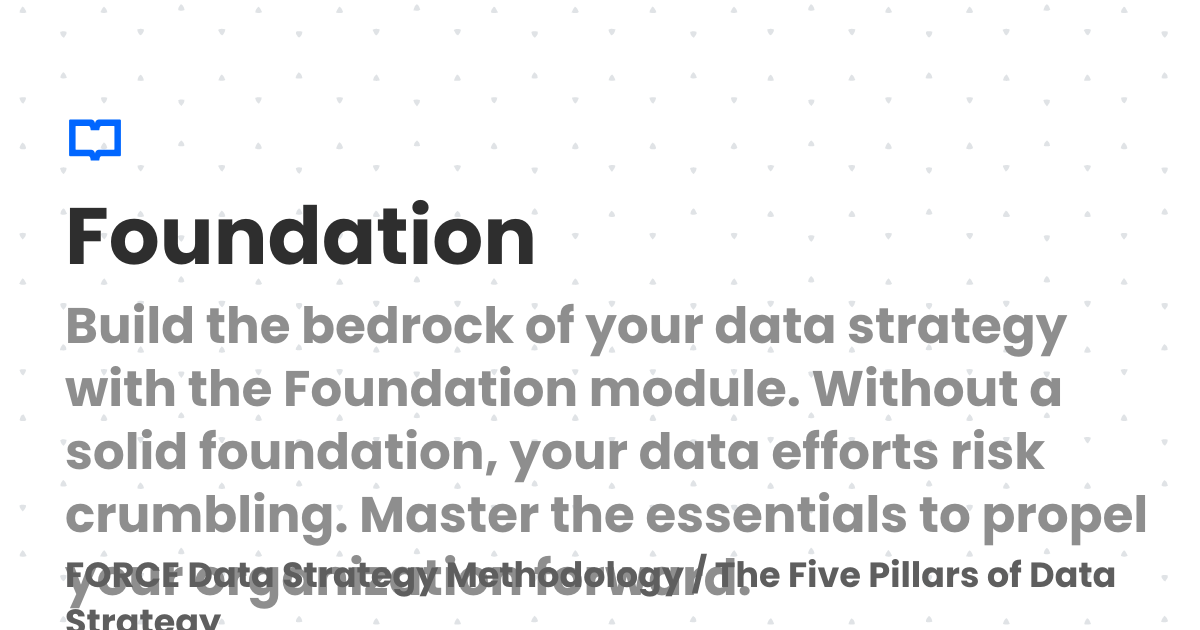 Foundation
Build the bedrock of your data strategy
with the Foundation module. Without a
solid foundation, your data efforts risk
crumbling. Master the essentials to propel
your organization forward.
FORCE Data Strategy Methodology / The Five Pillars of Data
Strategy